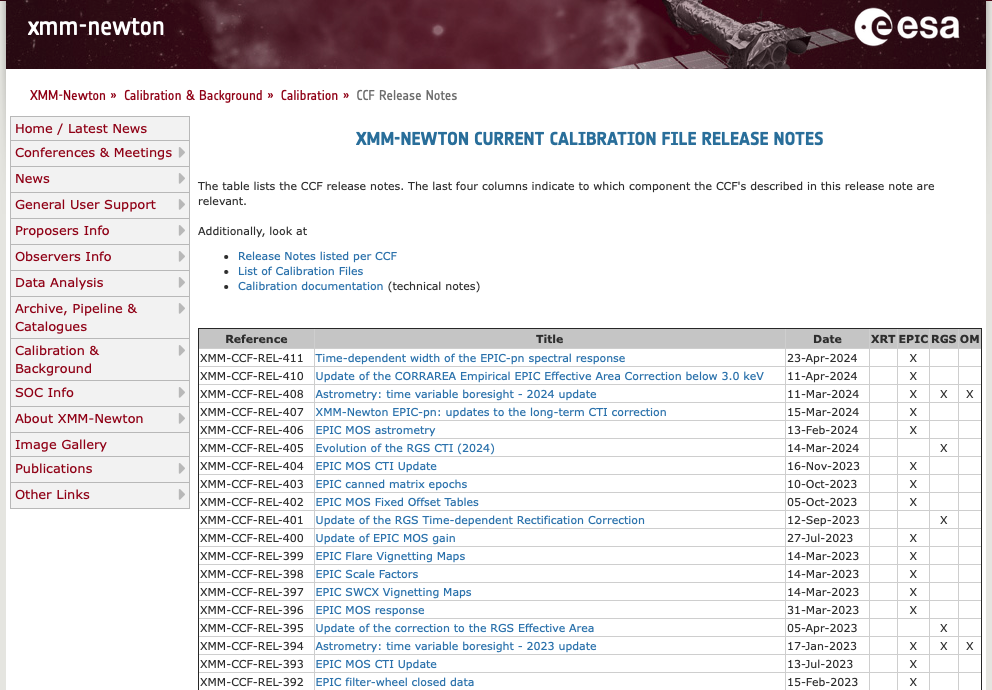 xmm-newton
esa
XMM-Newton » Calibration & Background » Calibration » CCF Release Notes
Home / Latest News
Conferences & Meetings
News
General User Support
Proposers Info
Observers Info
Data Analysis
Archive, Pipeline &
Catalogues
Calibration &
Background
SOC Info
About XMM-Newton
Image Gallery
Publications
Other Links
XMM-NEWTON CURRENT CALIBRATION FILE RELEASE NOTES
The table lists the CCF release notes. The last four columns indicate to which component the CCF's described in this release note are
relevant.
Additionally, look at
• Release Notes listed per CCF
• List of Calibration Files
• Calibration documentation (technical notes)
Reference Title Date XRT EPIC RGS OM
XMM-CCF-REL-411 Time-dependent width of the EPIC-pn spectral response 23-Apr-2024 X
XMM-CCF-REL-410 Update of the CORRAREA Empirical EPIC Effective Area Correction below 3.0 keV 11-Apr-2024 X
XMM-CCF-REL-408 Astrometry: time variable boresight - 2024 update 11-Mar-2024 X X X
XMM-CCF-REL-407 XMM-Newton EPIC-pn: updates to the long-term CTI correction 15-Mar-2024 X
XMM-CCF-REL-406 EPIC MOS astrometry 13-Feb-2024 X
XMM-CCF-REL-405 Evolution of the RGS CTI (2024) 14-Mar-2024 X
XMM-CCF-REL-404 EPIC MOS CTI Update 16-Nov-2023 X
XMM-CCF-REL-403 EPIC canned matrix epochs 10-Oct-2023 X
XMM-CCF-REL-402 EPIC MOS Fixed Offset Tables 05-Oct-2023 X
XMM-CCF-REL-401 Update of the RGS Time-dependent Rectification Correction 12-Sep-2023 X
XMM-CCF-REL-400 Update of EPIC MOS gain 27-Jul-2023 X
XMM-CCF-REL-399 EPIC Flare Vignetting Maps 14-Mar-2023 X
XMM-CCF-REL-398 EPIC Scale Factors 14-Mar-2023 X
XMM-CCF-REL-397 EPIC SWCX Vignetting Maps 14-Mar-2023 X
XMM-CCF-REL-396 EPIC MOS response 31-Mar-2023 X
XMM-CCF-REL-395 Update of the correction to the RGS Effective Area 05-Apr-2023 X
XMM-CCF-REL-394 Astrometry: time variable boresight - 2023 update 17-Jan-2023 X X X
XMM-CCF-REL-393 EPIC MOS CTI Update 13-Jul-2023 X
XMM-CCF-REL-392 EPIC filter-wheel closed data 15-Feb-2023 X